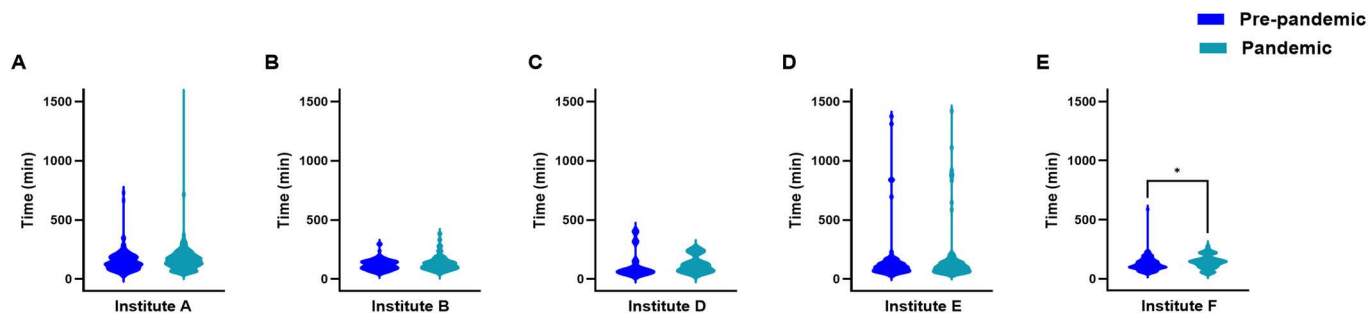 Pre-pandemic
Pandemic
A
Time (min)
1500
1000
500
0
Institute A
B
Time (min)
1500
1000
500
0
Institute B
C
Time (min)
1500
1000
500
0
Institute D
D
Time (min)
1500
1000
500
0
Institute E
E
Time (min)
1500
1000
500
0
*
Institute F